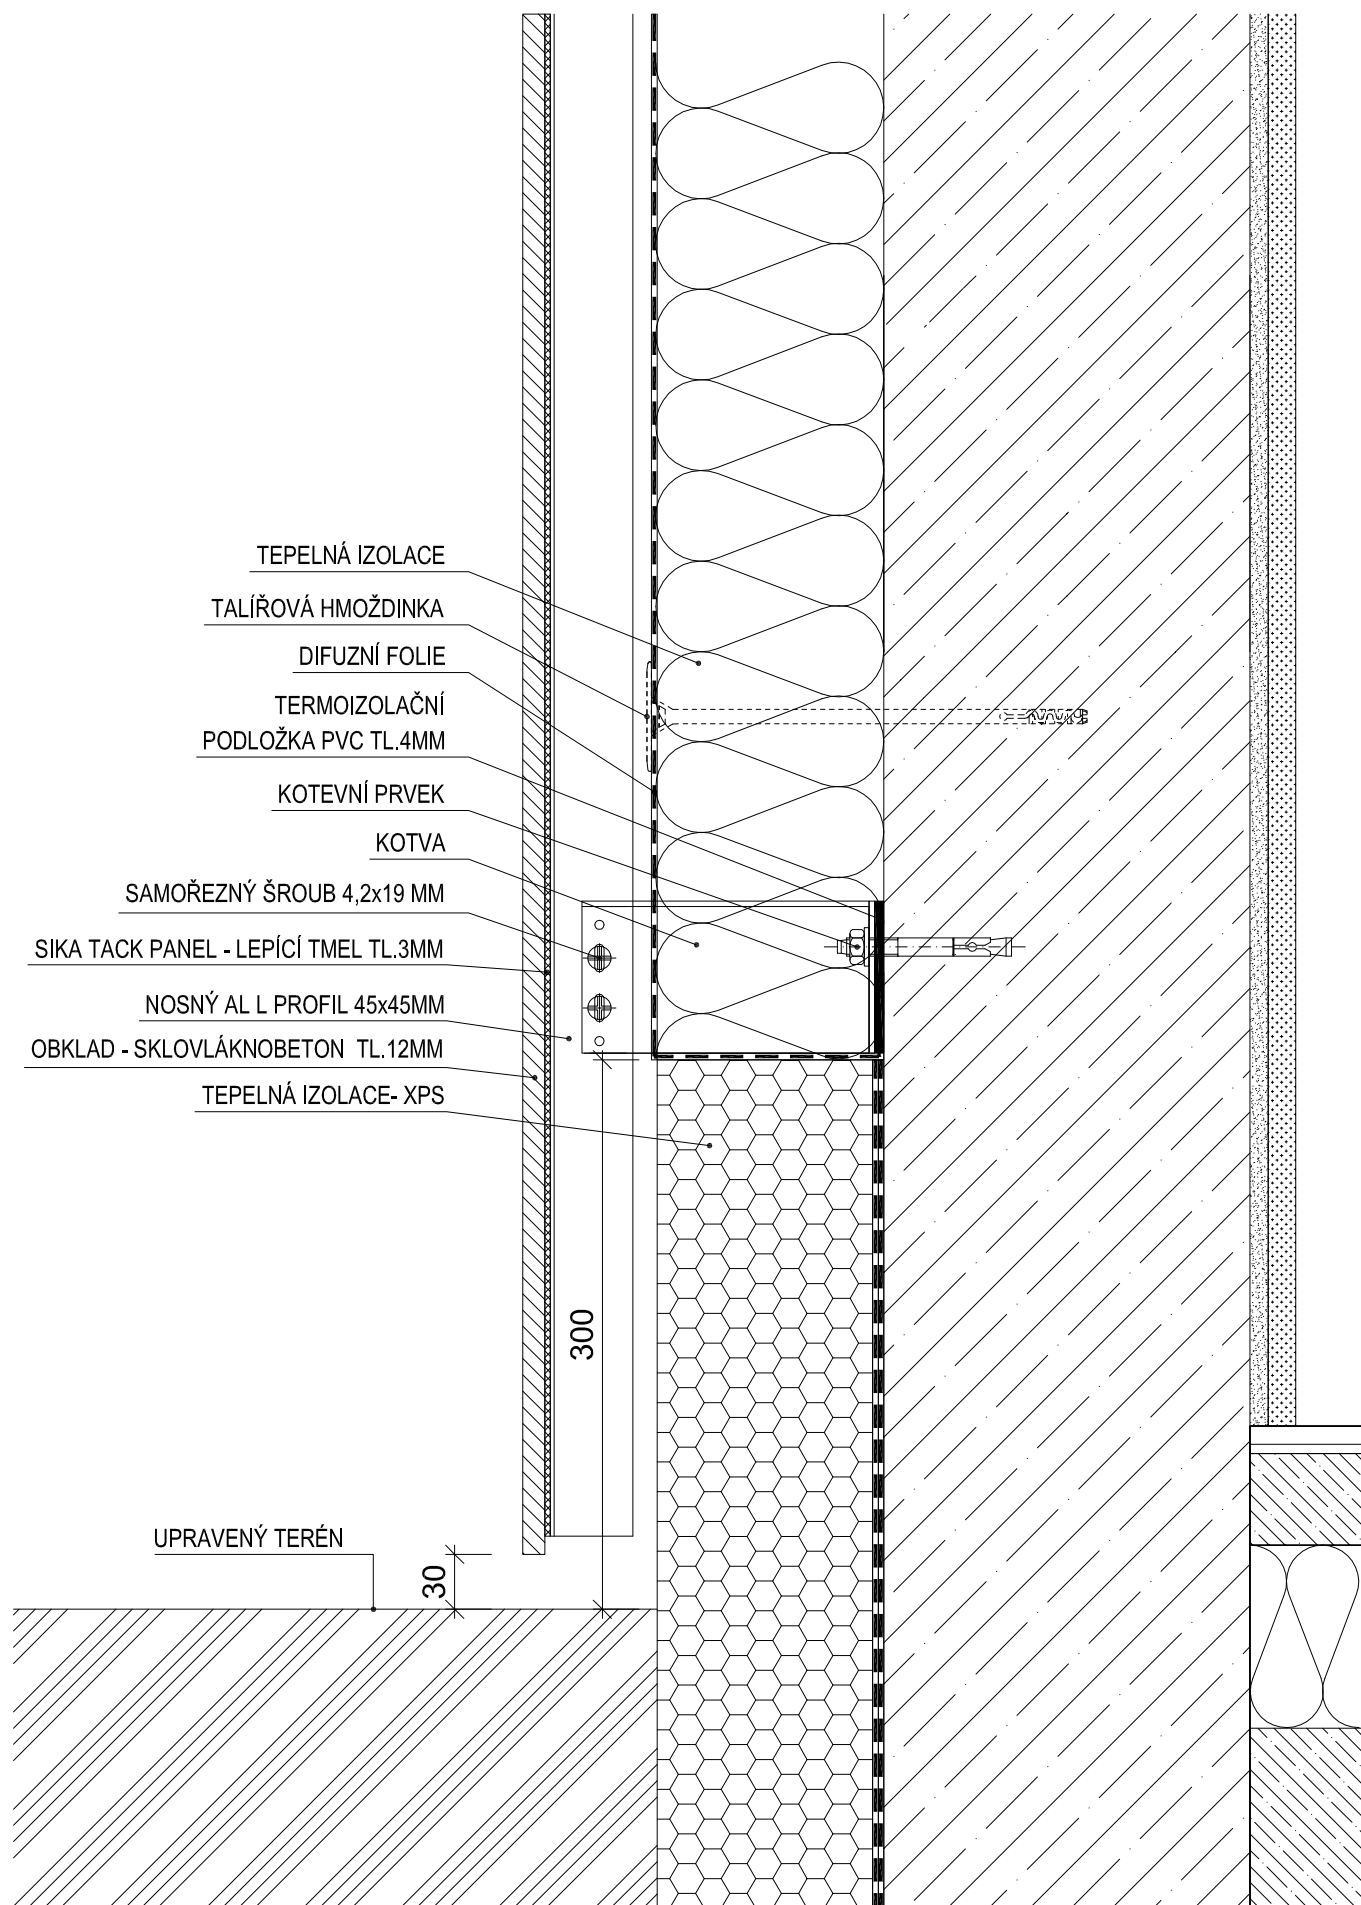 TEPELNÁ IZOLACE
TALÍŘOVÁ HMOŽDINKA
DIFUZNÍ FOLIE
TERMOIZOLAČNÍ
PODLOŽKA PVC TL.4MM
KOTEVNÍ PRVEK
KOTVA
SAMOŘEZNÝ ŠROUB 4,2x19 MM
SIKA TACK PANEL - LEPÍCÍ TMEL TL.3MM
NOSNÝ AL L PROFIL 45x45MM
OBKLAD - SKLOVLÁKNOBETON TL.12MM
TEPELNÁ IZOLACE- XPS
300
UPRAVENÝ TERÉN
30